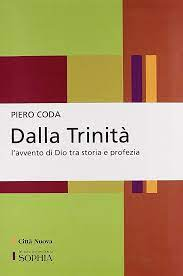 PIERO CODA
Dalla Trinità
l'avvento di Dio tra storia e profezia
Città Nuova
SOPHIA